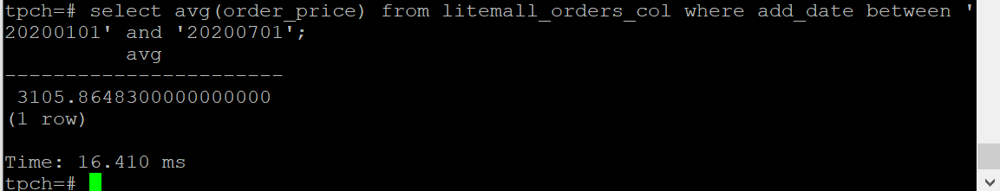 tpch=# select avg(order_price) from litemall_orders_col where add_date between '
20200101' and '20200701';
avg
-----------------------
3105.8648300000000000
(1 row)
Time: 16.410 ms
tpch=#